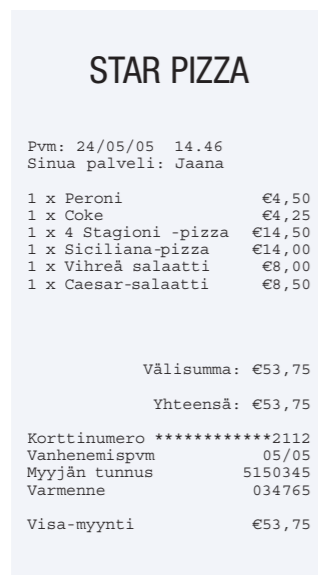 STAR PIZZA
Pvm: 24/05/05 14.46
Sinua palveli: Jaana
1 x Peroni €4,50
1 x Coke €4,25
1 x 4 Stagioni -pizza €14,50
1 x Siciliana-pizza €14,00
1 x Vihreä salaatti €8,00
1 x Caesar-salaatti €8,50
Välisumma: €53,75
Yhteensä: €53,75
Korttinumero ************2112
Vanhenemispvm 05/05
Myyjän tunnus 5150345
Varmenne 034765
Visa-myynti €53,75